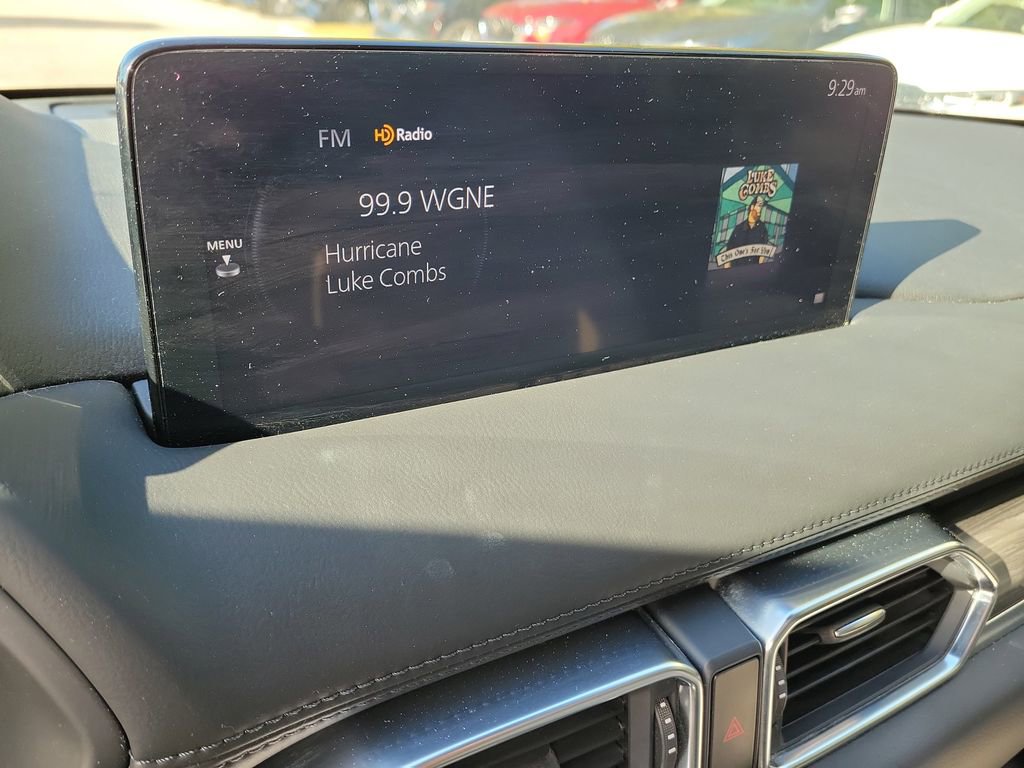 9:29am
FM HD Radio
99.9 WGNE
MENU
Hurricane
Luke Combs
LUKE
COMBS
This One's For You